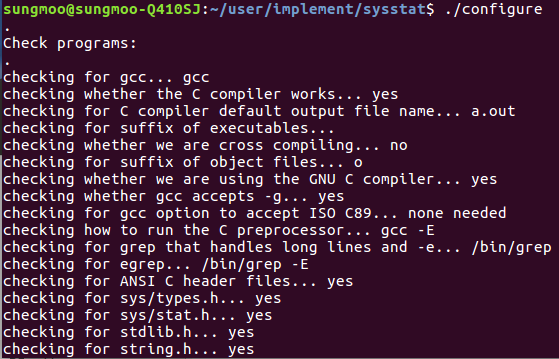 sungmoo@sungmoo-Q410SJ:~/user/implement/sysstat$ ./configure
.
Check programs:
.
checking for gcc... gcc
checking whether the C compiler works... yes
checking for C compiler default output file name... a.out
checking for suffix of executables...
checking whether we are cross compiling... no
checking for suffix of object files... o
checking whether we are using the GNU C compiler... yes
checking whether gcc accepts -g... yes
checking for gcc option to accept ISO C89... none needed
checking how to run the C preprocessor... gcc -E
checking for grep that handles long lines and -e... /bin/grep
checking for egrep... /bin/grep -E
checking for ANSI C header files... yes
checking for sys/types.h... yes
checking for sys/stat.h... yes
checking for stdlib.h... yes
checking for string.h... yes